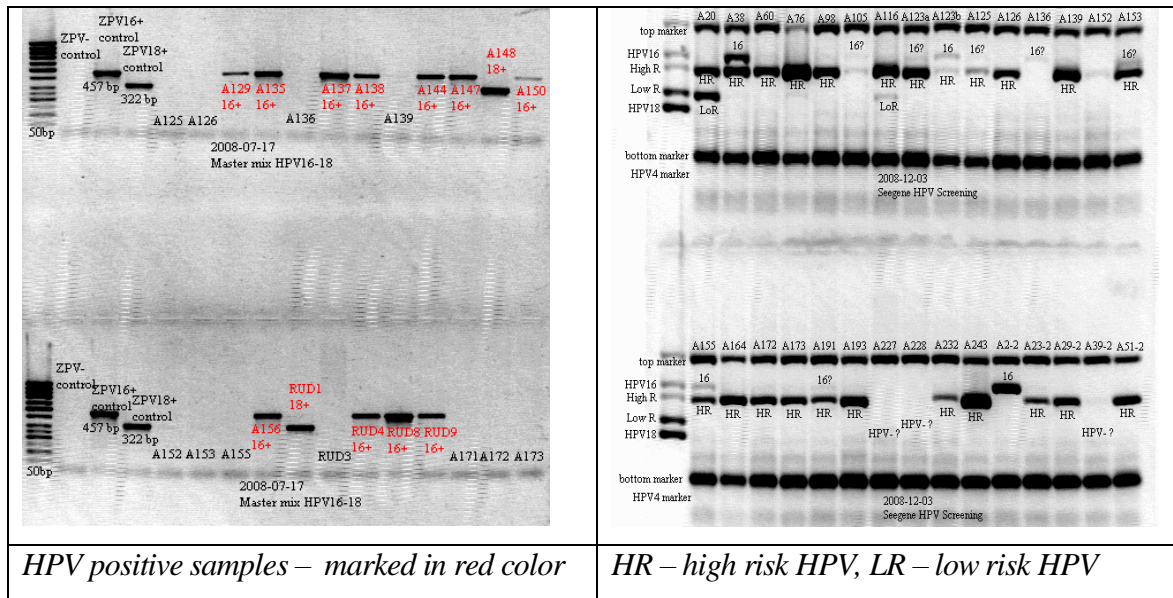 ZPV16+
control
ZPV-
control
ZPV18+
control
457 bp
322 bp
50bp
A125 A126
A129
16+
A135
16+
A136
A137
16+
A138
16+
A139
A144
16+
A147
16+
A148
18+
A150
16+
2008-07-17
Master mix HPV16-18
ZPV-
control
ZPV16+
control
ZPV18+
control
457 bp
322 bp
50bp
A152 A153 A155
A156
16+
RUD1
18+
RUD3
RUD4
16+
RUD8
16+
RUD9
16+
A171 A172 A173
2008-07-17
Master mix HPV16-18
HPV positive samples – marked in red color
A20 A38 A60 A76 A98 A105 A116 A123a A123b A125 A126 A136 A139 A152 A153
top marker
HPV16
High R
Low R
HPV18
16 16? 16? 16 16? 16? 16?
HR HR HR HR HR HR HR HR HR HR HR HR
LoR LoR
bottom marker
HPV4 marker
2008-12-03
Seegene HPV Screening
A155 A164 A172 A173 A191 A193 A227 A228 A232 A243 A2-2 A23-2 A29-2 A39-2 A51-2
top marker
HPV16
High R
Low R
HPV18
16 16? 16
HR HR HR HR HR HR HR HR HR HR HR
HPV- ? HPV- ? HPV- ?
bottom marker
HPV4 marker
2008-12-03
Seegene HPV Screening
HR – high risk HPV, LR – low risk HPV